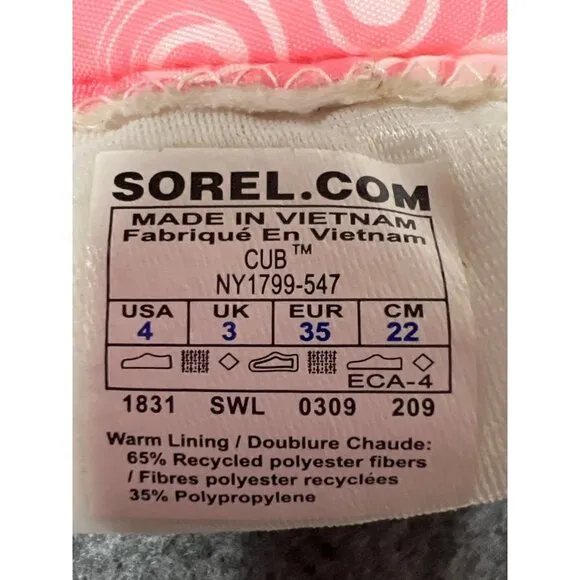 SOREL.COM
MADE IN VIETNAM
Fabriqué En Vietnam
CUB™
NY1799-547
USA UK EUR CM
4 3 35 22
ECA-4
1831 SWL 0309 209
Warm Lining / Doublure Chaude:
65% Recycled polyester fibers
/ Fibres polyester recyclées
35% Polypropylene